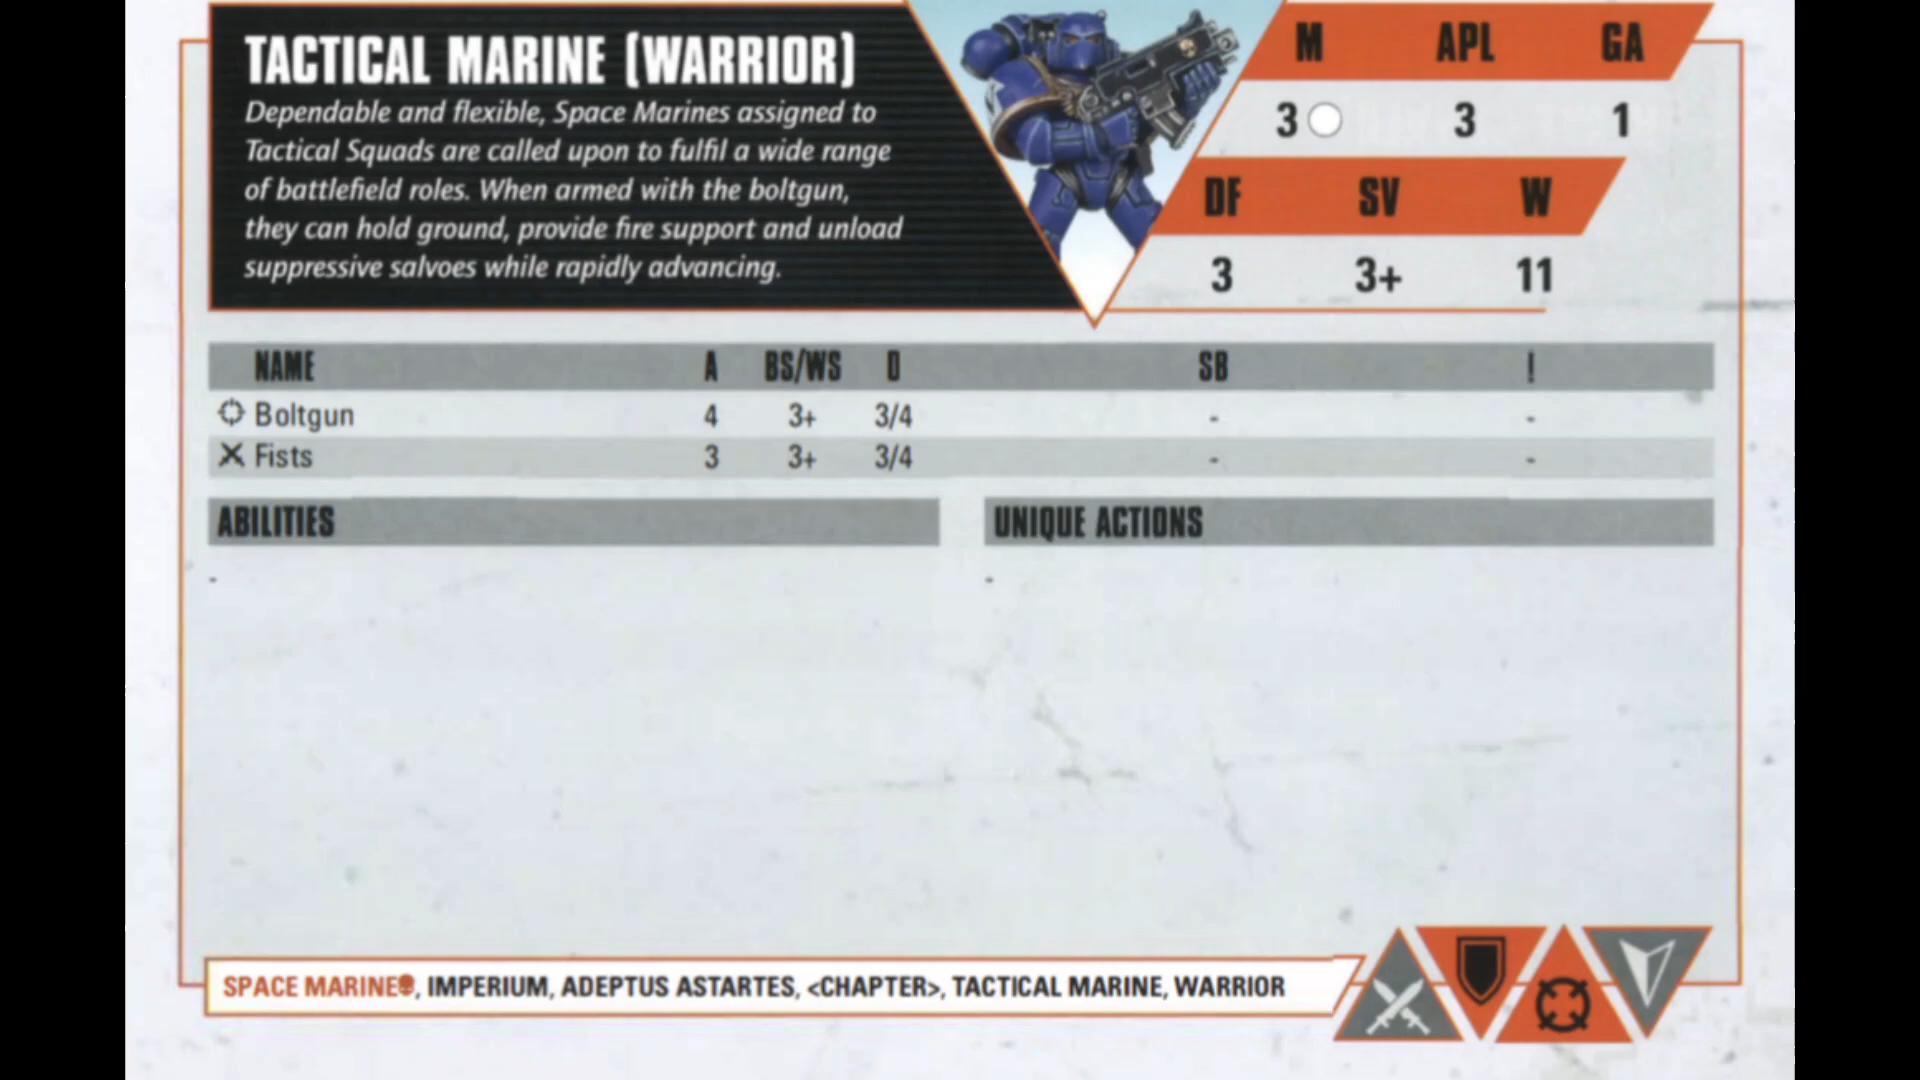 TACTICAL MARINE (WARRIOR)
Dependable and flexible, Space Marines assigned to
Tactical Squads are called upon to fulfil a wide range
of battlefield roles. When armed with the boltgun,
they can hold ground, provide fire support and unload
suppressive salvoes while rapidly advancing.
M APL GA
3 3 1
DF SV W
3 3+ 11
NAME A BS/WS D SB !
Boltgun 4 3+ 3/4 - -
Fists 3 3+ 3/4 - -
ABILITIES
-
UNIQUE ACTIONS
-
SPACE MARINE, IMPERIUM, ADEPTUS ASTARTES, <CHAPTER>, TACTICAL MARINE, WARRIOR